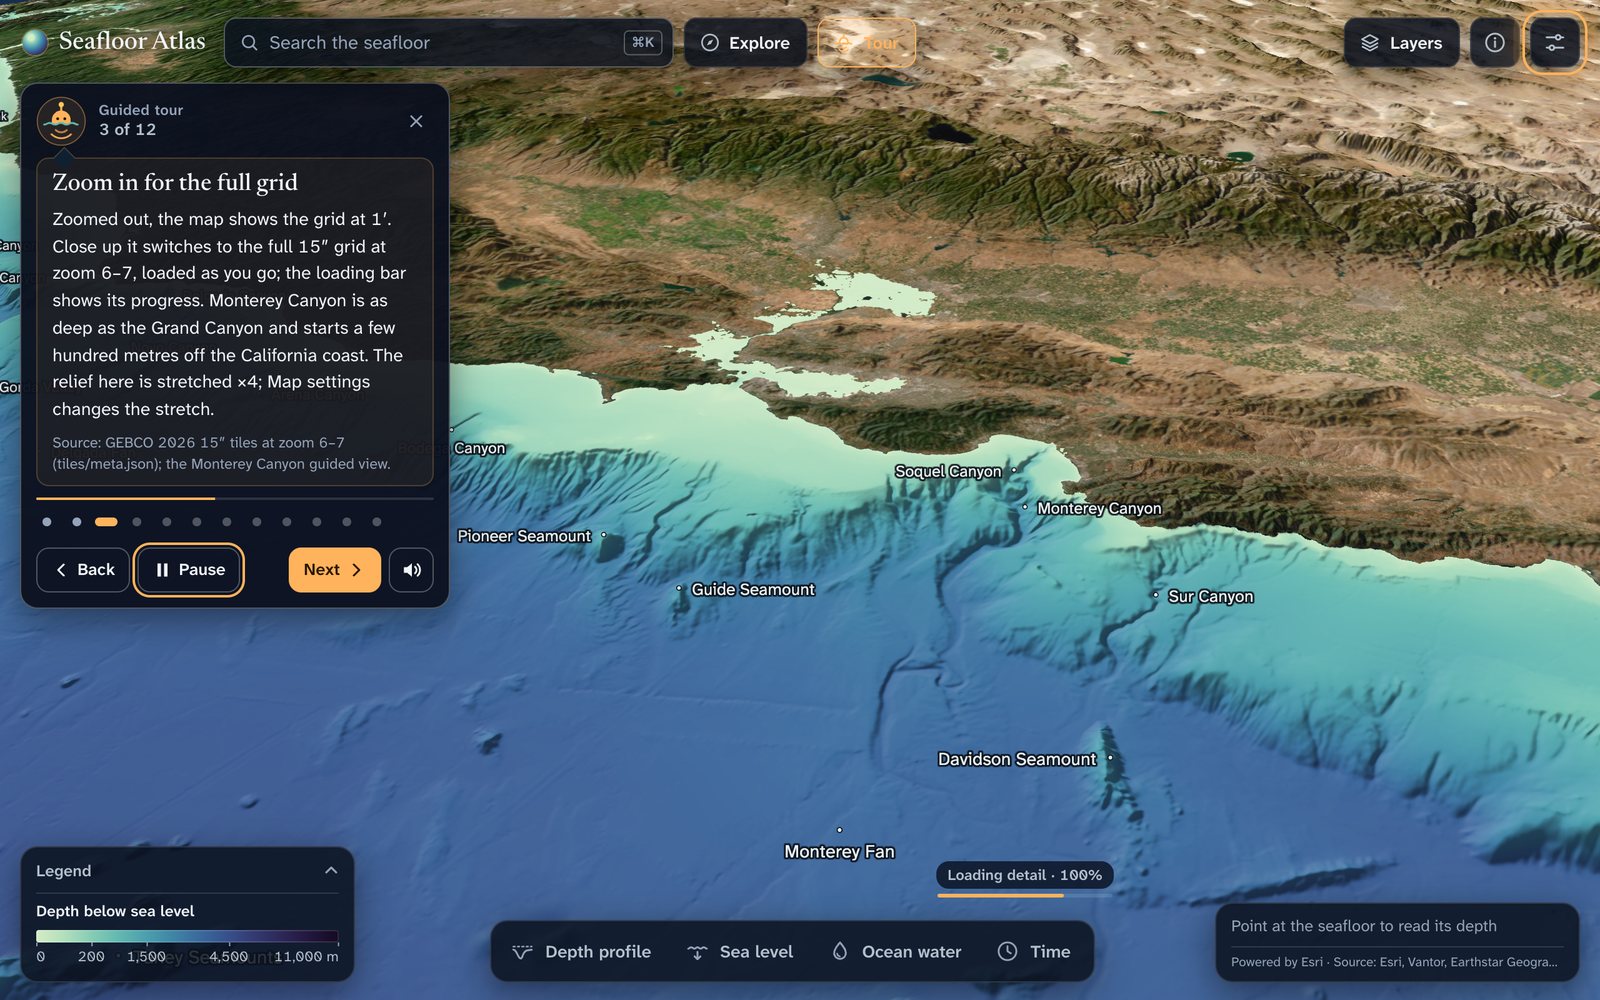 Seafloor Atlas
Search the seafloor
⌘K
Explore
Tour
Layers
Guided tour
3 of 12
Zoom in for the full grid
Zoomed out, the map shows the grid at 1′.
Close up it switches to the full 15″ grid at
zoom 6–7, loaded as you go; the loading bar
shows its progress. Monterey Canyon is as
deep as the Grand Canyon and starts a few
hundred metres off the California coast. The
relief here is stretched ×4; Map settings
changes the stretch.
Source: GEBCO 2026 15″ tiles at zoom 6–7
(tiles/meta.json); the Monterey Canyon guided view.
Back
Pause
Next
Canyon
Soquel Canyon
Monterey Canyon
Pioneer Seamount
Guide Seamount
Sur Canyon
Davidson Seamount
Monterey Fan
Loading detail · 100%
Legend
Depth below sea level
0 200 1,500 4,500 11,000 m
Depth profile
Sea level
Ocean water
Time
Point at the seafloor to read its depth
Powered by Esri · Source: Esri, Vantor, Earthstar Geogra...